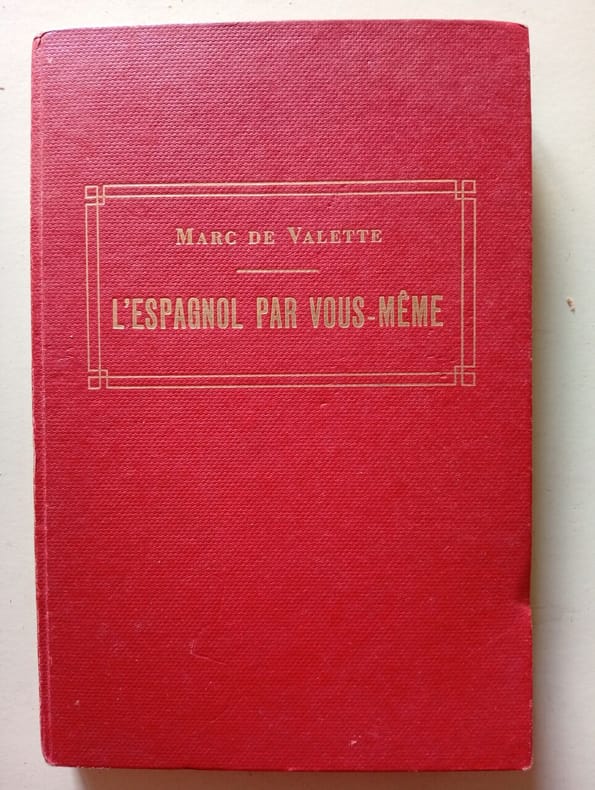 Marc de Valette
L'ESPAGNOL PAR VOUS-MÊME